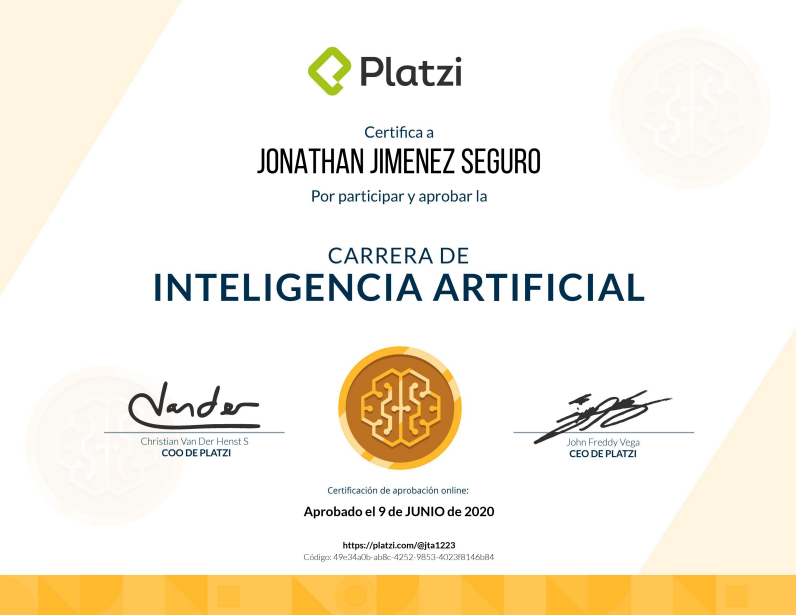 Platzi
Certifica a
JONATHAN JIMENEZ SEGURO
Por participar y aprobar la
CARRERA DE
INTELIGENCIA ARTIFICIAL
Vander
Christian Van Der Henst S
COO DE PLATZI
John Freddy Vega
CEO DE PLATZI
Certificación de aprobación online:
Aprobado el 9 de JUNIO de 2020
https://platzi.com/@jta1223
Código: 49e34a0b-ab8c-4252-9853-4023f8146b84